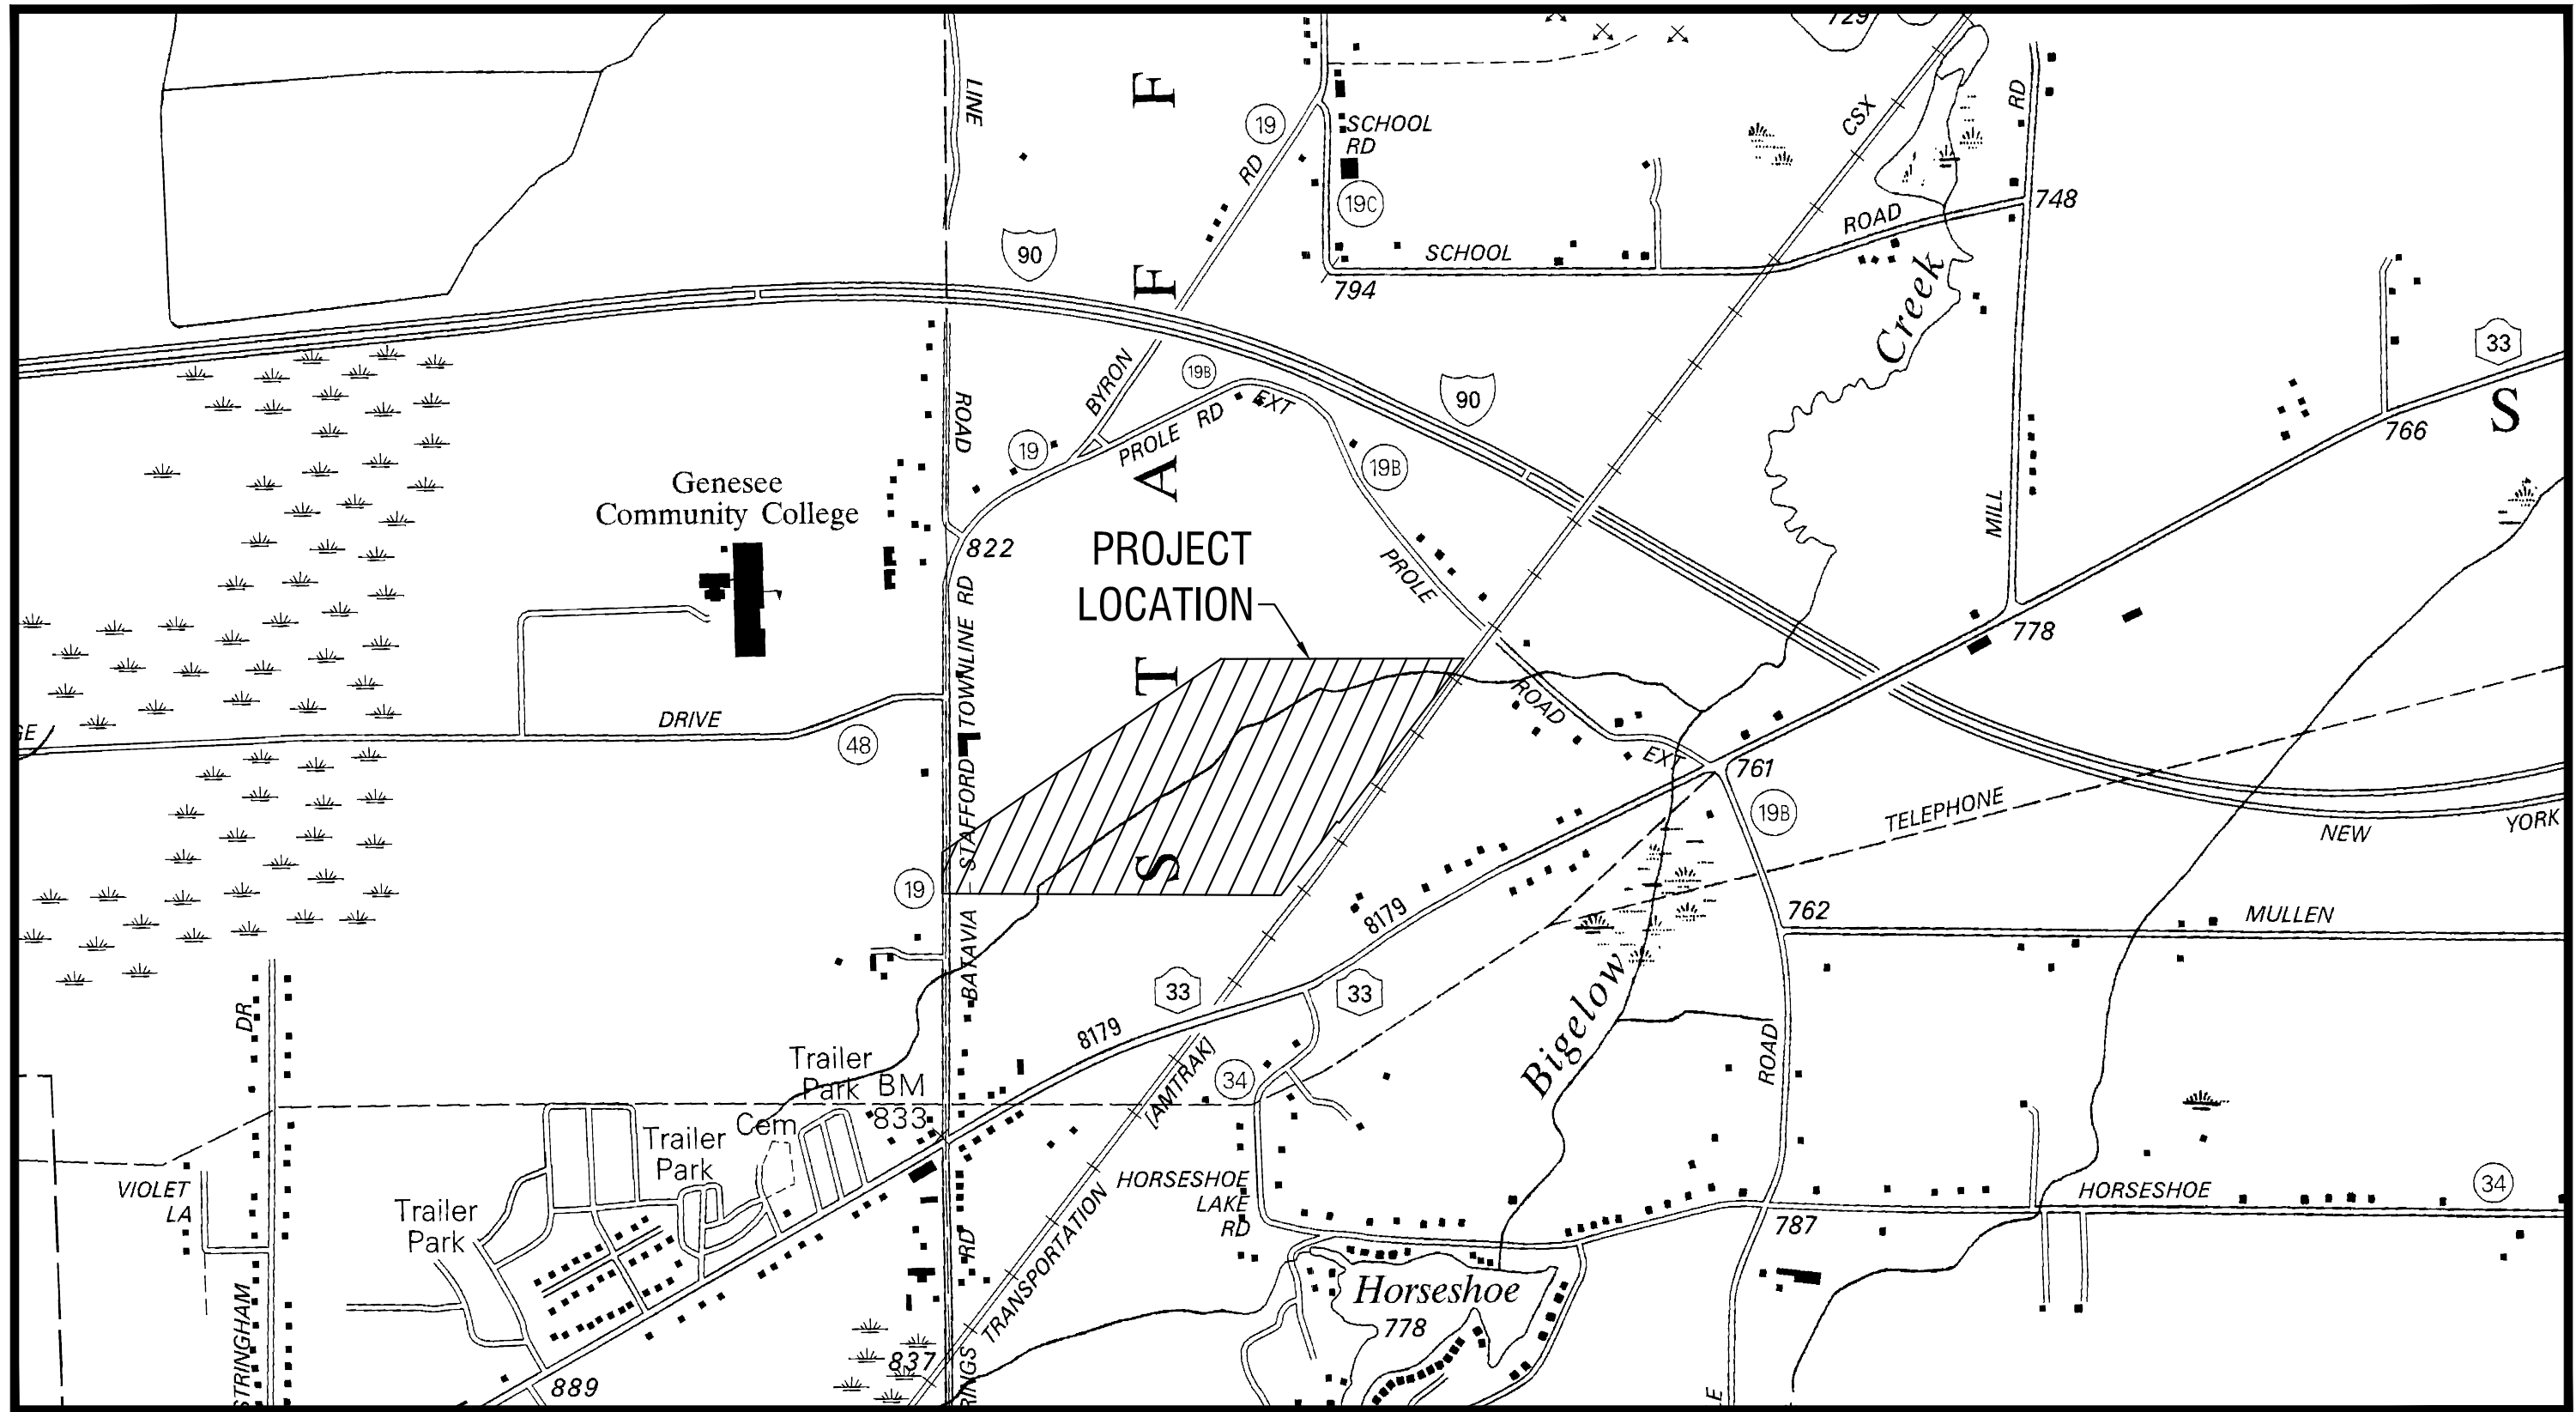 729
LINE
F
19
SCHOOL
RD
CSX
RD
RD
19C
748
ROAD
90
F
SCHOOL
794
Creek
33
BYRON
19B
EXT
90
S
766
ROAD
RD
19
PROLE
A
19B
Genesee
Community College
MILL
822
PROJECT
LOCATION
PROLE
778
STAFFORD TOWNLINE RD
T
ROAD
DRIVE
48
EXT
761
19B
TELEPHONE
NEW
YORK
S
19
8179
762
MULLEN
BATAVIA
33
33
Bigelow
DR
8179
ROAD
Trailer
Park
BM
833
[AMTRAK]
34
Cem
Trailer
Park
VIOLET
LA
HORSESHOE
LAKE
RD
HORSESHOE
34
Trailer
Park
787
RD
TRANSPORTATION
Horseshoe
778
STRINGHAM
837
889